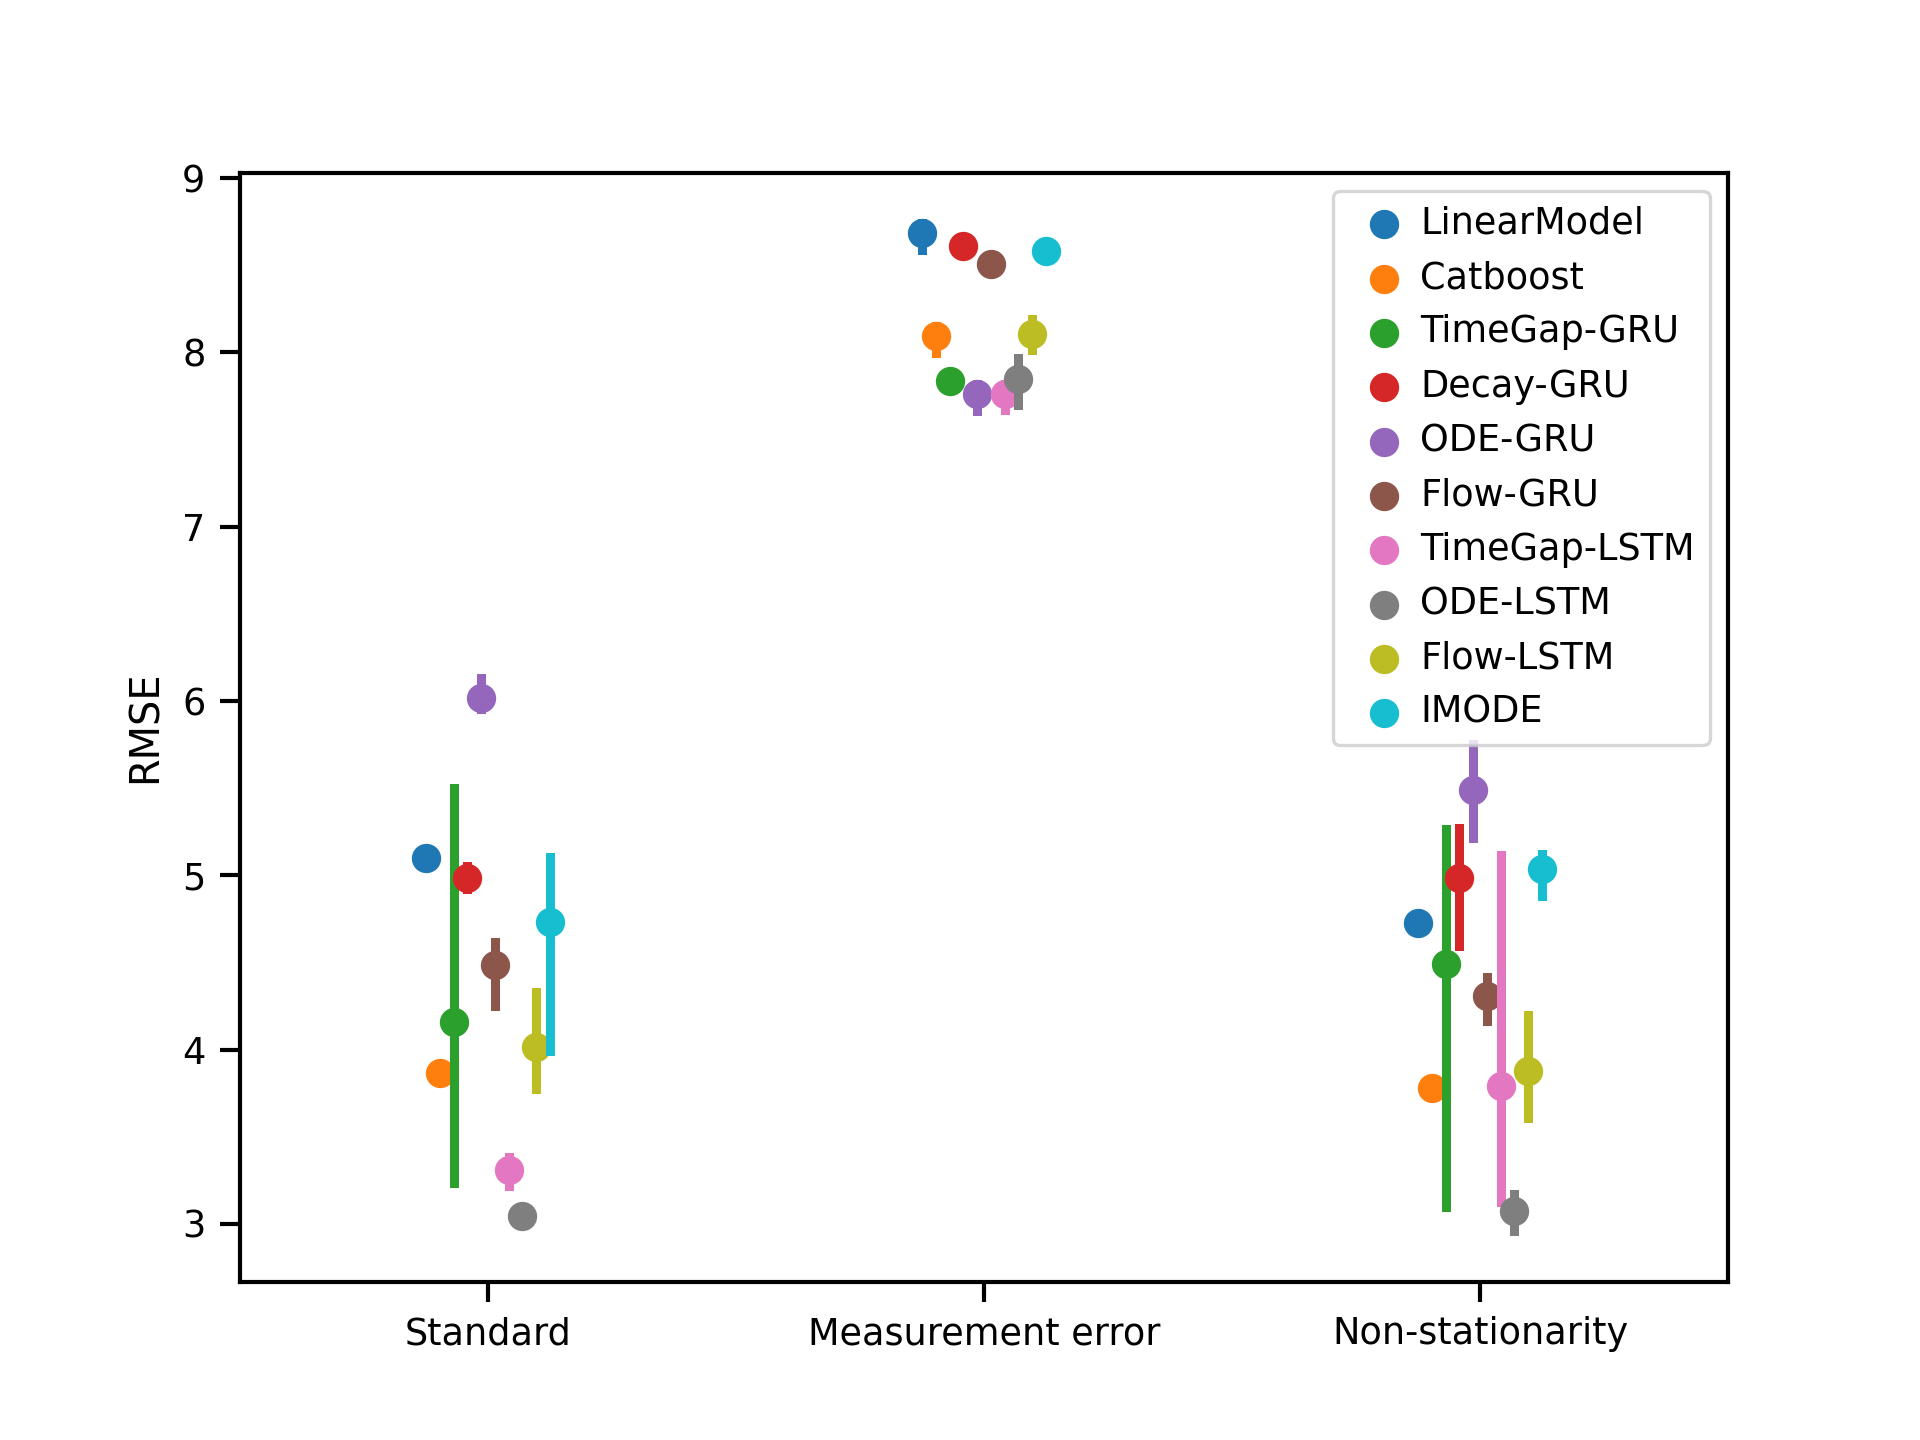 9
8
7
6
5
4
3
RMSE
Standard
Measurement error
Non-stationarity
LinearModel
Catboost
TimeGap-GRU
Decay-GRU
ODE-GRU
Flow-GRU
TimeGap-LSTM
ODE-LSTM
Flow-LSTM
IMODE